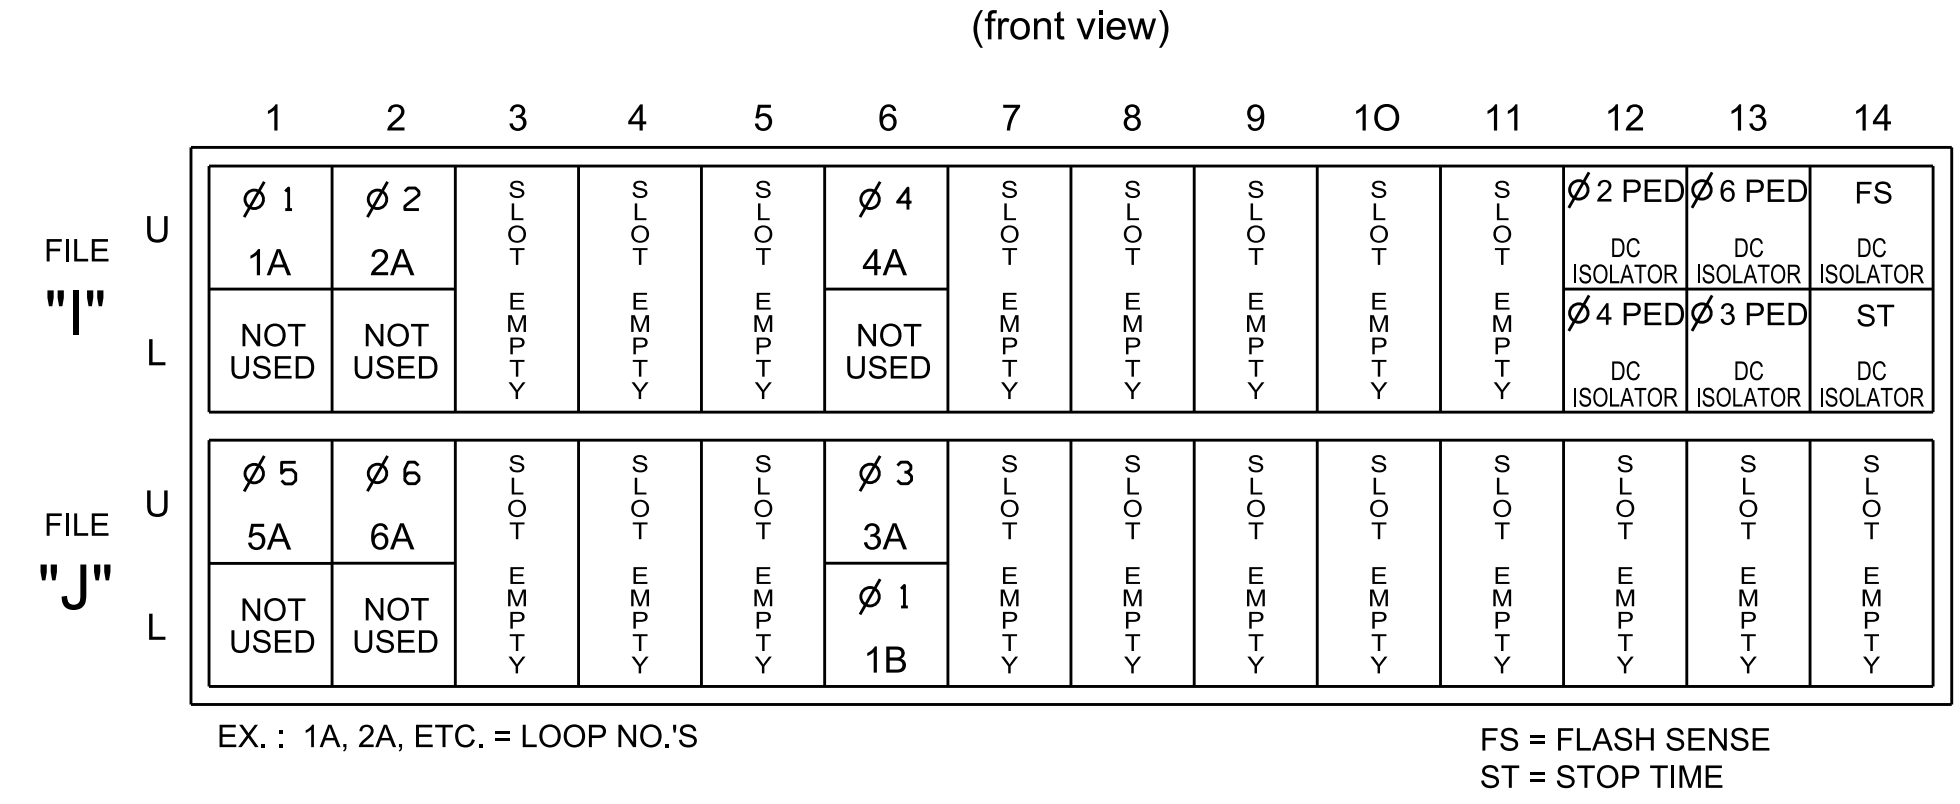 (front view)
1 2 3 4 5 6 7 8 9 10 11 12 13 14
FILE "I"
U
L
Ø 1 1A
Ø 2 2A
SLOT EMPTY
SLOT EMPTY
SLOT EMPTY
Ø 4 4A
SLOT EMPTY
SLOT EMPTY
SLOT EMPTY
SLOT EMPTY
SLOT EMPTY
Ø 2 PED DC ISOLATOR
Ø 6 PED DC ISOLATOR
FS DC ISOLATOR
NOT USED
NOT USED
NOT USED
Ø 4 PED DC ISOLATOR
Ø 3 PED DC ISOLATOR
ST DC ISOLATOR
FILE "J"
U
L
Ø 5 5A
Ø 6 6A
SLOT EMPTY
SLOT EMPTY
SLOT EMPTY
Ø 3 3A
SLOT EMPTY
SLOT EMPTY
SLOT EMPTY
SLOT EMPTY
SLOT EMPTY
SLOT EMPTY
SLOT EMPTY
SLOT EMPTY
NOT USED
NOT USED
Ø 1 1B
EX. : 1A, 2A, ETC. = LOOP NO.'S
FS = FLASH SENSE
ST = STOP TIME